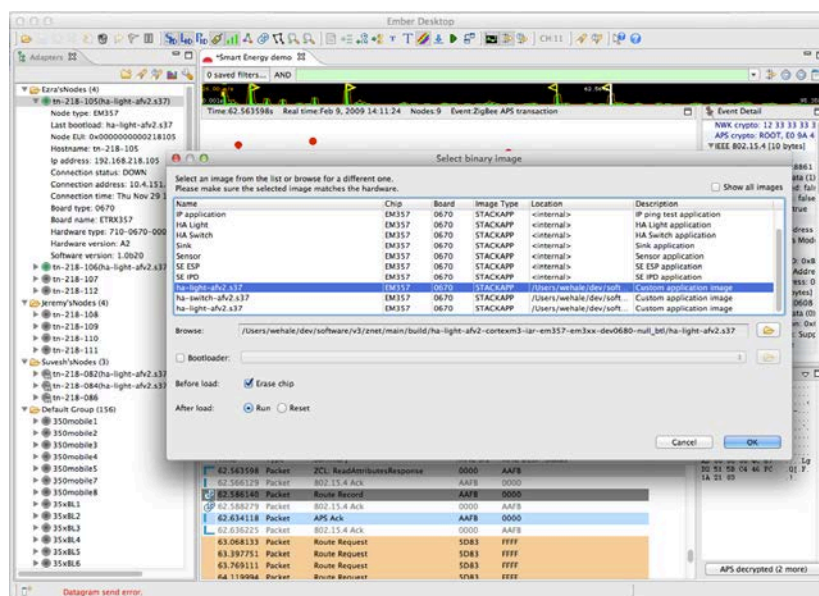 Ember Desktop
CH 11
Adapters
*Smart Energy demo
0 saved filters... AND
Time:62.563598s Real time:Feb 9, 2009 14:11:24 Nodes:9 Event:ZigBee APS transaction
Event Detail
NWK crypto: 12 33 33 33 3
APS crypto: ROOT, E0 9A 4
IEEE 802.15.4 [10 bytes]
Ezra'sNodes (4)
tn-218-105(ha-light-afv2.s37)
Node type: EM357
Last bootload: ha-light-afv2.s37
Node EUI: 0x0000000000218105
Hostname: tn-218-105
Ip address: 192.168.218.105
Connection status: DOWN
Connection address: 10.4.151.
Connection time: Thu Nov 29 1
Board type: 0670
Board name: ETRX357
Hardware type: 710-0670-000
Hardware version: A2
Software version: 1.0b20
tn-218-106(ha-light-afv2.s37
tn-218-107
tn-218-112
Jeremy'sNodes (4)
tn-218-108
tn-218-109
tn-218-110
tn-218-111
Suvesh'sNodes (3)
tn-218-082(ha-light-afv2.s37
tn-218-084(ha-light-afv2.s37
tn-218-086
Default Group (156)
350mobile1
350mobile2
350mobile3
350mobile4
350mobile5
350mobile7
350mobile8
35xBL1
35xBL2
35xBL3
35xBL4
35xBL5
35xBL6
Select binary image
Select an image from the list or browse for a different one.
Please make sure the selected image matches the hardware.
Show all images
Name Chip Board Image Type Location Description
IP application EM357 0670 STACKAPP <internal> IP ping test application
HA Light EM357 0670 STACKAPP <internal> HA Light application
HA Switch EM357 0670 STACKAPP <internal> HA Switch application
Sink EM357 0670 STACKAPP <internal> Sink application
Sensor EM357 0670 STACKAPP <internal> Sensor application
SE ESP EM357 0670 STACKAPP <internal> SE ESP application
SE IPD EM357 0670 STACKAPP <internal> SE IPD application
ha-light-afv2.s37 EM357 0670 STACKAPP /Users/wehale/dev/soft... Custom application image
ha-switch-afv2.s37 EM357 0670 STACKAPP /Users/wehale/dev/soft... Custom application image
ha-light-afv2.s37 EM357 0670 STACKAPP /Users/wehale/dev/soft... Custom application image
Browse: /Users/wehale/dev/software/v3/znet/main/build/ha-light-afv2-cortexm3-iar-em357-em3xx-dev0680-null_btl/ha-light-afv2.s37
Bootloader:
Before load: Erase chip
After load: Run Reset
Cancel OK
62.563598 Packet ZCL: ReadAttributesResponse 0000 AAFB
62.566129 Packet 802.15.4 Ack 0000 AAFB
62.586140 Packet Route Record AAFB 0000
62.588279 Packet 802.15.4 Ack AAFB 0000
62.634118 Packet APS Ack AAFB 0000
62.636225 Packet 802.15.4 Ack AAFB 0000
63.068133 Packet Route Request 5D83 FFFF
63.397751 Packet Route Request 5D83 FFFF
63.769111 Packet Route Request 5D83 FFFF
64.119994 Packet Route Request 5D83 FFFF
APS decrypted (2 more)
Datagram send error.